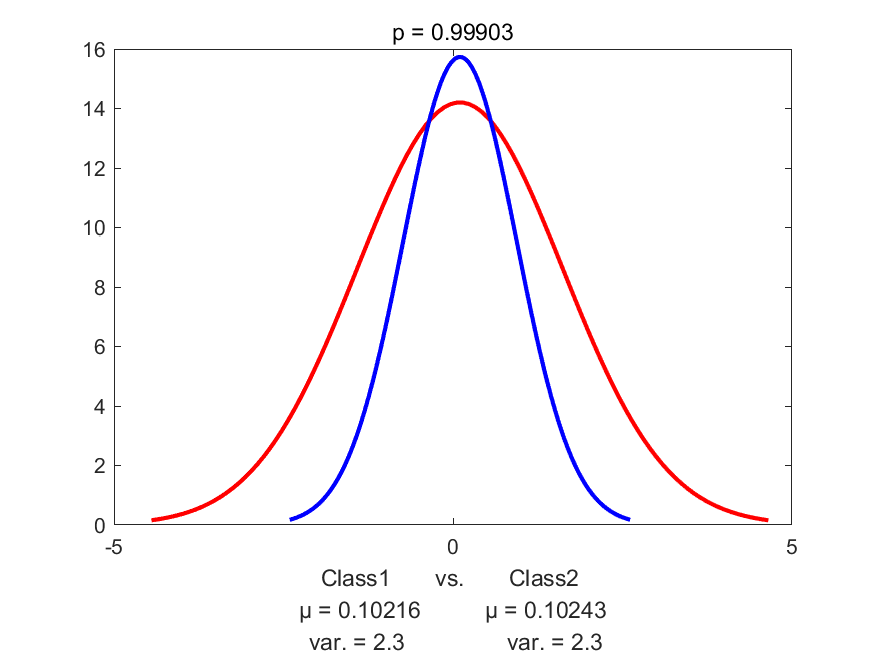 p = 0.99903
16
14
12
10
8
6
4
2
0
-5 0 5
Class1 vs. Class2
μ = 0.10216 μ = 0.10243
var. = 2.3 var. = 2.3